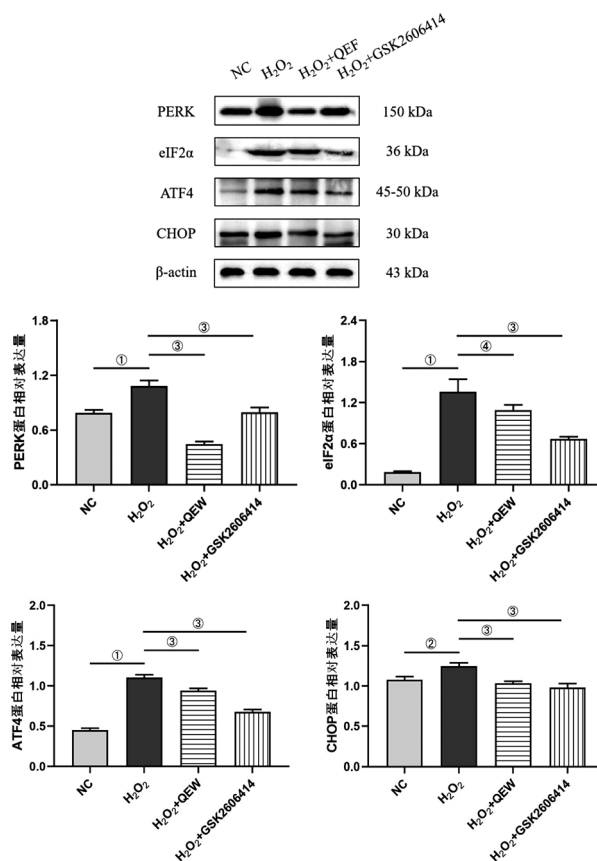 NC H₂O₂ H₂O₂+QEF H₂O₂+GSK2606414
PERK 150 kDa
eIF2α 36 kDa
ATF4 45-50 kDa
CHOP 30 kDa
β-actin 43 kDa
PERK蛋白相对表达量
1.8
1.2
0.6
0.0
③
① ③
NC H₂O₂ H₂O₂+QEW H₂O₂+GSK2606414
eIF2α蛋白相对表达量
2.4
1.8
1.2
0.6
0.0
③
① ④
NC H₂O₂ H₂O₂+QEW H₂O₂+GSK2606414
ATF4蛋白相对表达量
2.0
1.5
1.0
0.5
0.0
③
① ③
NC H₂O₂ H₂O₂+QEW H₂O₂+GSK2606414
CHOP蛋白相对表达量
2.0
1.5
1.0
0.5
0.0
③
② ③
NC H₂O₂ H₂O₂+QEW H₂O₂+GSK2606414